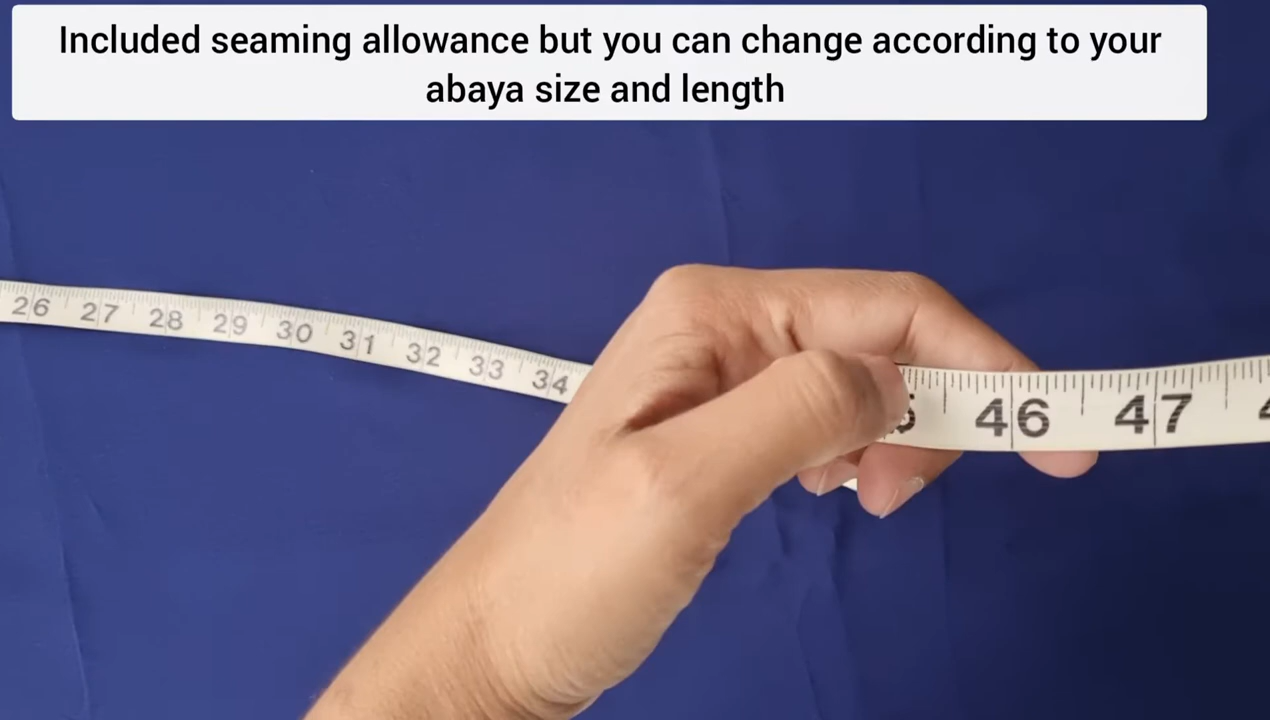 Included seaming allowance but you can change according to your
abaya size and length
26 27 28 29 30 31 32 33 34
46 47